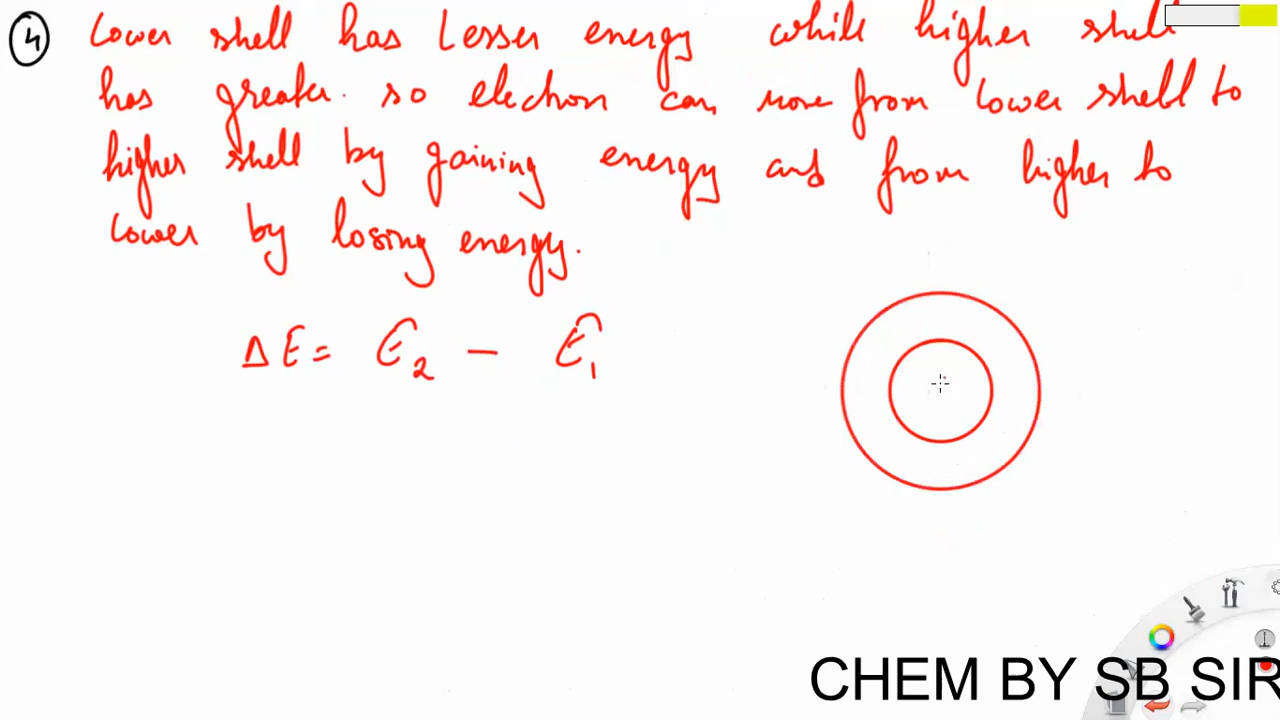 4 Lower shell has Lesser energy while higher shell
has greater. so electron can move from lower shell to
higher shell by gaining energy and from higher to
lower by losing energy.
ΔE = E2 - E1
CHEM BY SB SIR